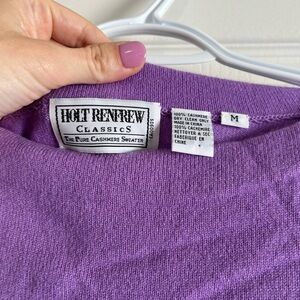 HOLT RENFREW
CLASSICS
THE PURE CASHMERE SWEATER
100% CASHMERE
DRY CLEAN ONLY
MADE IN CHINA
100% CACHEMIRE
NETTOYER A SEC
FABRIQUE EN
CHINE
M